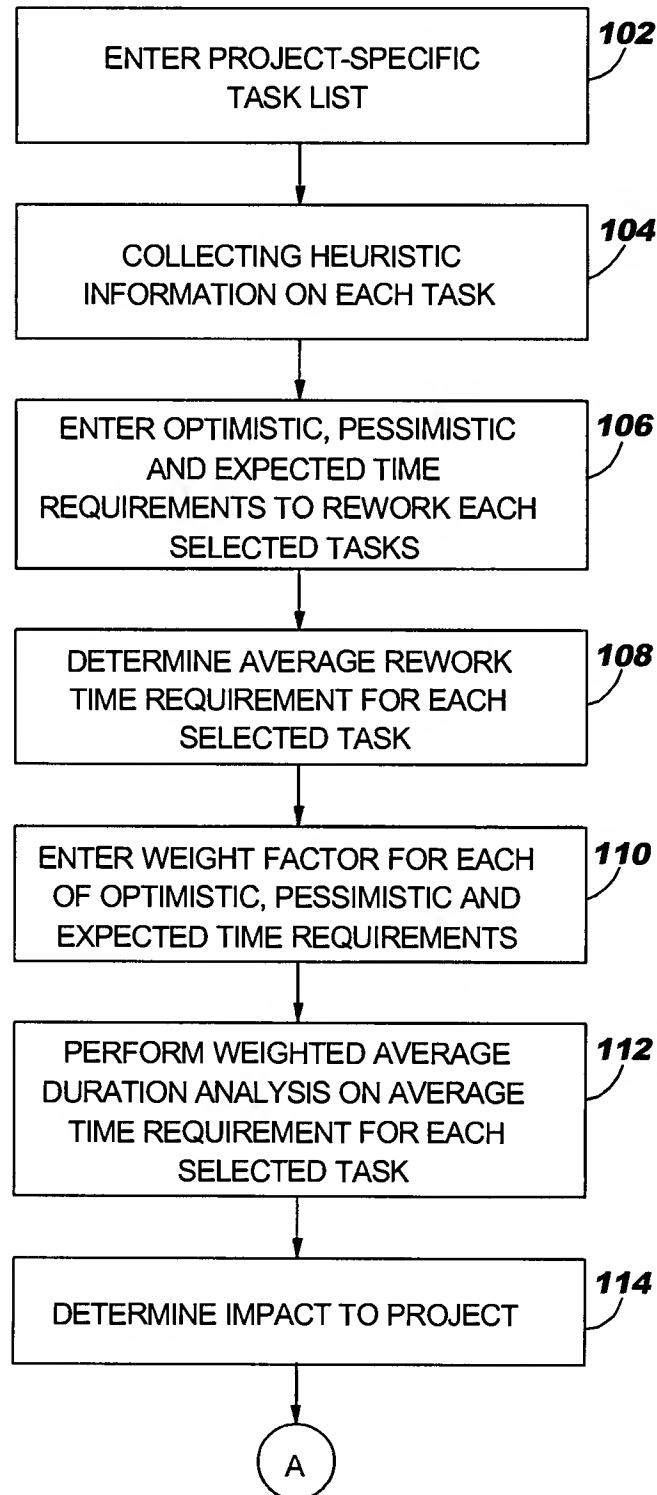 ENTER PROJECT-SPECIFIC
TASK LIST
102
COLLECTING HEURISTIC
INFORMATION ON EACH TASK
104
ENTER OPTIMISTIC, PESSIMISTIC
AND EXPECTED TIME
REQUIREMENTS TO REWORK EACH
SELECTED TASKS
106
DETERMINE AVERAGE REWORK
TIME REQUIREMENT FOR EACH
SELECTED TASK
108
ENTER WEIGHT FACTOR FOR EACH
OF OPTIMISTIC, PESSIMISTIC AND
EXPECTED TIME REQUIREMENTS
110
PERFORM WEIGHTED AVERAGE
DURATION ANALYSIS ON AVERAGE
TIME REQUIREMENT FOR EACH
SELECTED TASK
112
DETERMINE IMPACT TO PROJECT
114
A